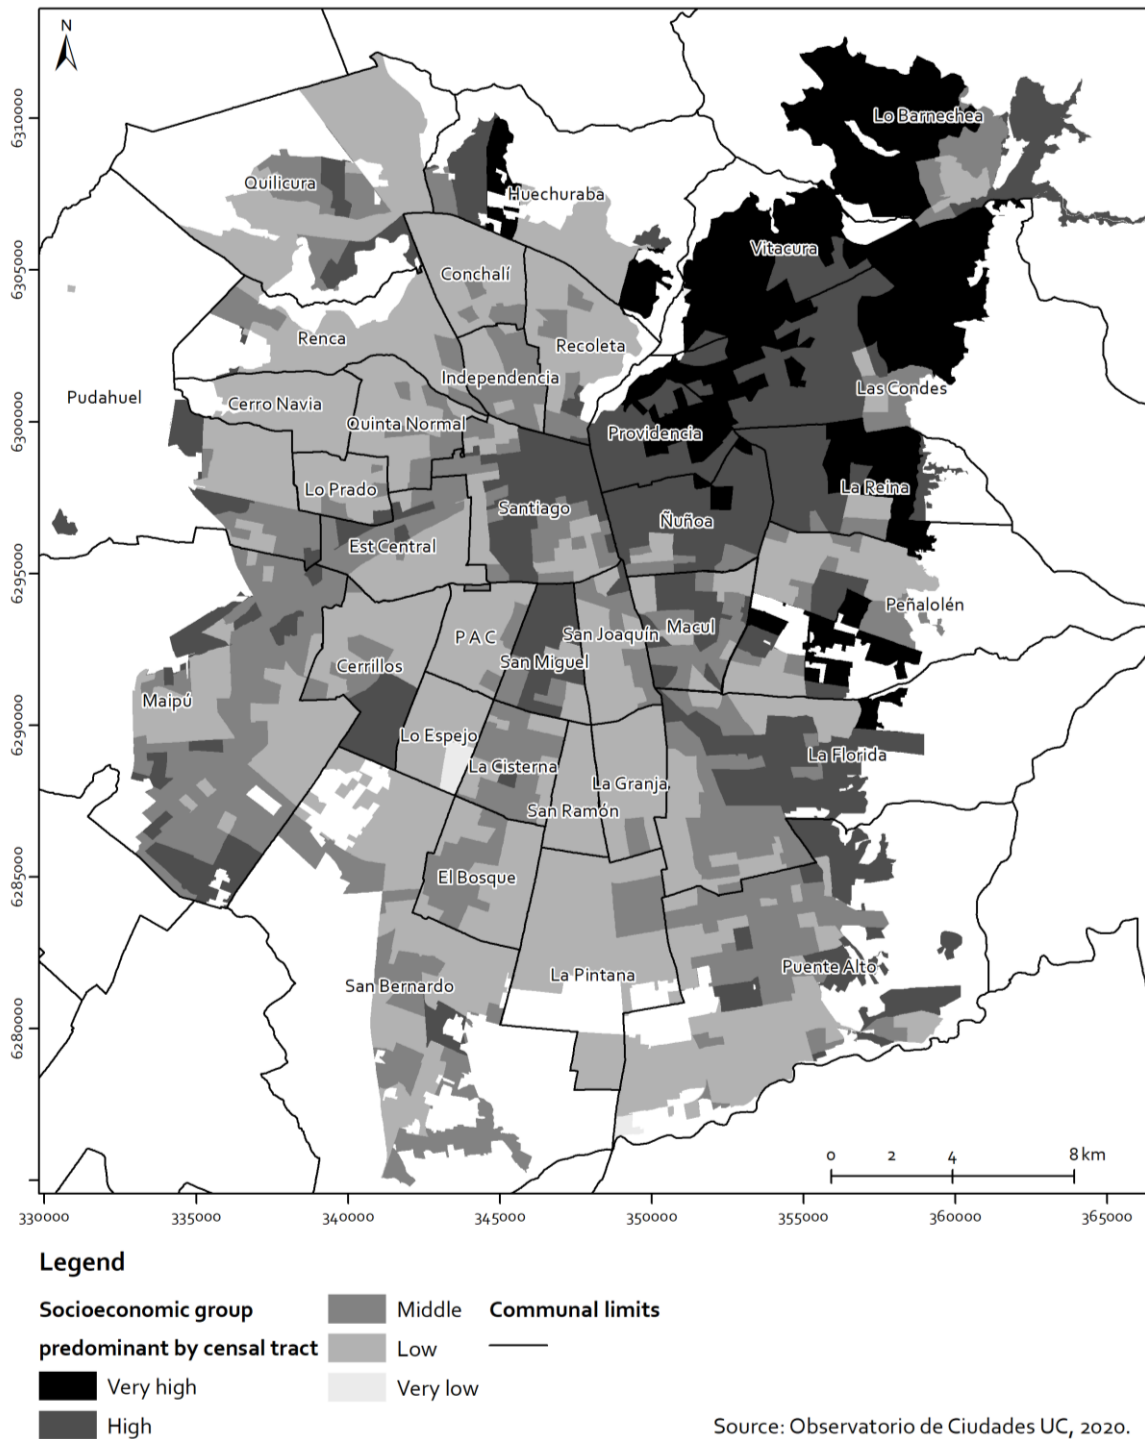 N
6310000
6305000
6300000
6295000
6290000
6285000
6280000
Lo Barnechea
Quilicura
Huechuraba
Vitacura
Conchalí
Renca
Recoleta
Independencia
Las Condes
Pudahuel
Cerro Navia
Quinta Normal
Providencia
Lo Prado
La Reina
Santiago
Ñuñoa
Est Central
Peñalolén
PAC
San Joaquín
Macul
San Miguel
Cerrillos
Maipú
Lo Espejo
La Florida
La Cisterna
La Granja
San Ramón
El Bosque
La Pintana
Puente Alto
San Bernardo
0 2 4 8 km
330000 335000 340000 345000 350000 355000 360000 365000
Legend
Socioeconomic group
predominant by censal tract
Very high
High
Middle
Low
Very low
Communal limits
Source: Observatorio de Ciudades UC, 2020.